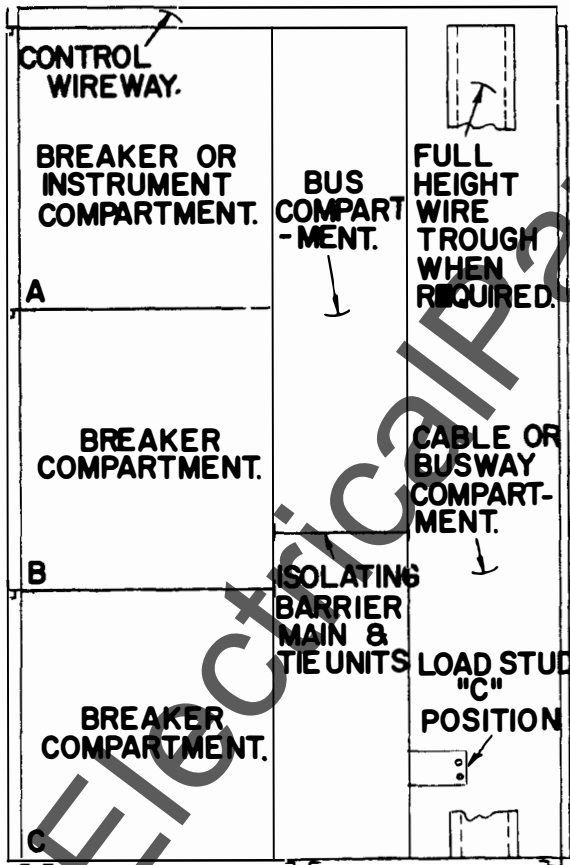 CONTROL
WIREWAY.
BREAKER OR
INSTRUMENT
COMPARTMENT.
A
BREAKER
COMPARTMENT.
B
BREAKER
COMPARTMENT.
C
BUS
COMPART
-MENT.
ISOLATING
BARRIER
MAIN &
TIE UNITS
FULL
HEIGHT
WIRE
TROUGH
WHEN
REQUIRED.
CABLE OR
BUSWAY
COMPART-
MENT.
LOAD STUD
"C"
POSITION
ElectricalPa